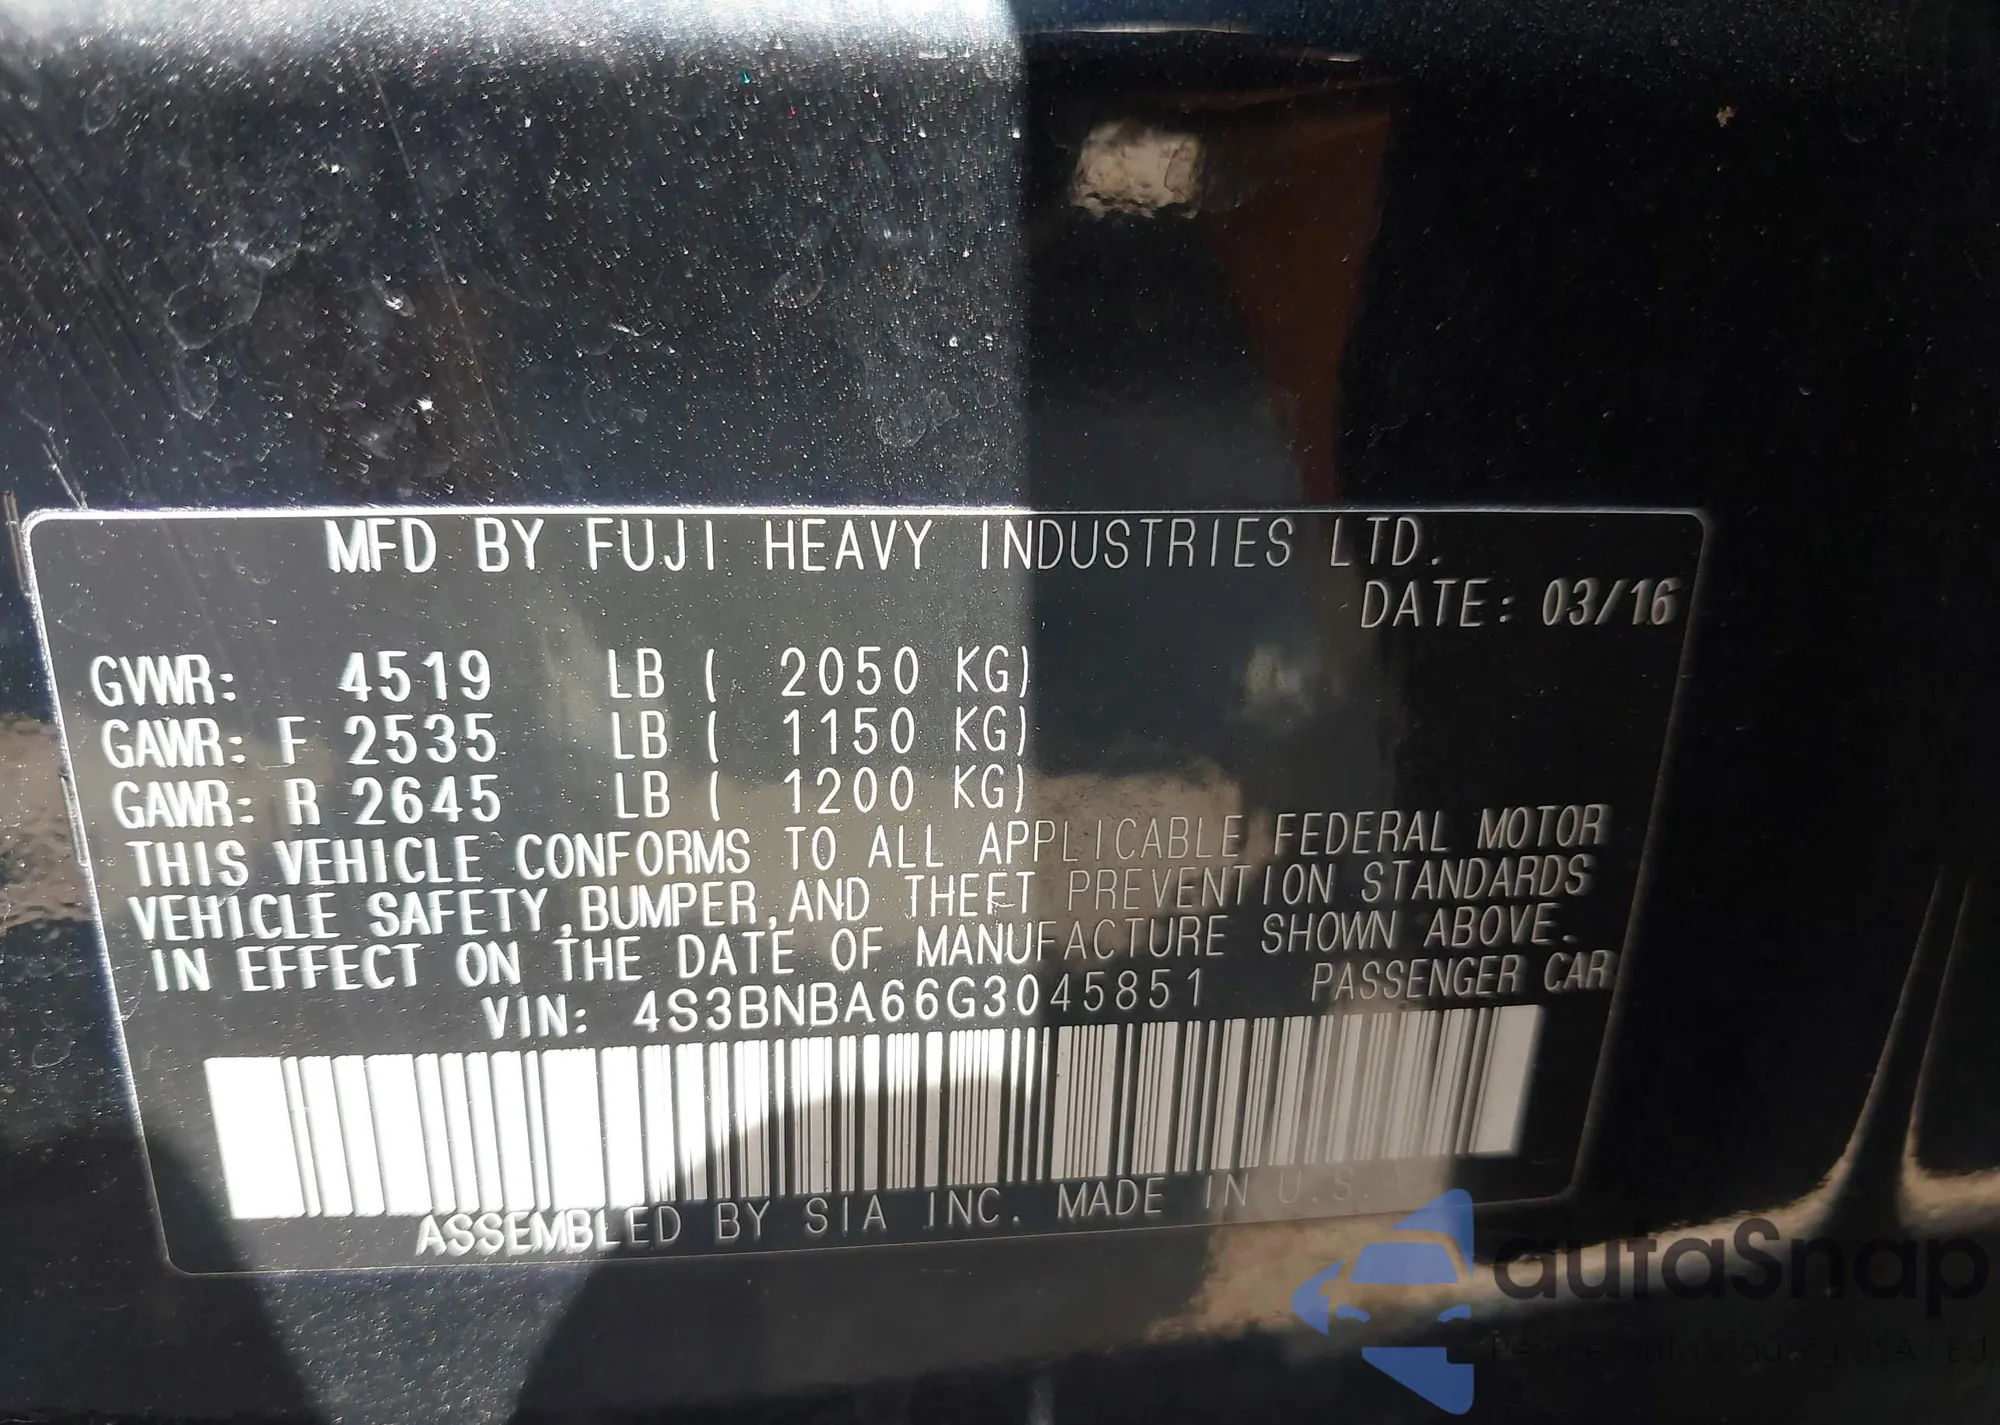 MFD BY FUJI HEAVY INDUSTRIES LTD.
DATE: 03/16
GVWR: 4519 LB ( 2050 KG)
GAWR: F 2535 LB ( 1150 KG)
GAWR: R 2645 LB ( 1200 KG)
THIS VEHICLE CONFORMS TO ALL APPLICABLE FEDERAL MOTOR
VEHICLE SAFETY,BUMPER,AND THEFT PREVENTION STANDARDS
IN EFFECT ON THE DATE OF MANUFACTURE SHOWN ABOVE.
VIN: 4S3BNBA66G3045851 PASSENGER CAR
ASSEMBLED BY SIA INC. MADE IN U.S.A.
autaSnap